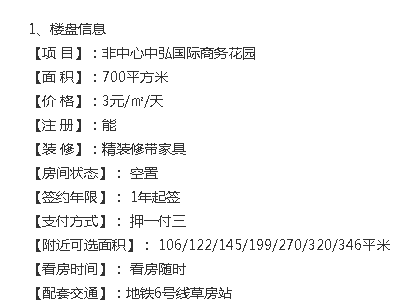 1、楼盘信息
【项 目】：非中心中弘国际商务花园
【面 积】：700平方米
【价 格】：3元/㎡/天
【注 册】：能
【装 修】：精装修带家具
【房间状态】： 空置
【签约年限】： 1年起签
【支付方式】： 押一付三
【附近可选面积】： 106/122/145/199/270/320/346平米
【看房时间】： 看房随时
【配套交通】：地铁6号线草房站